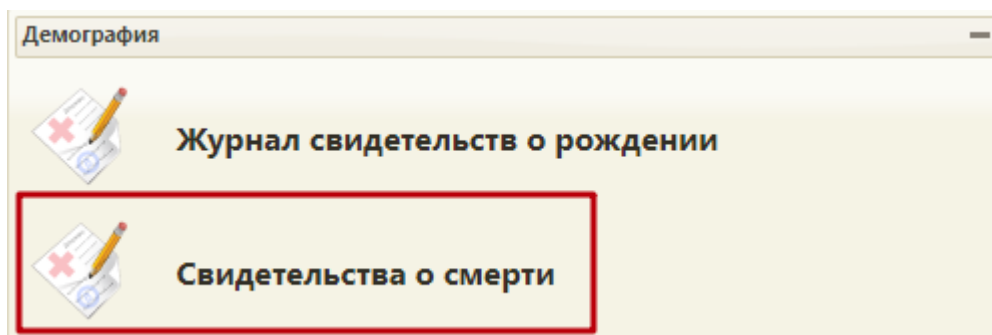 Демография
Журнал свидетельств о рождении
Свидетельства о смерти